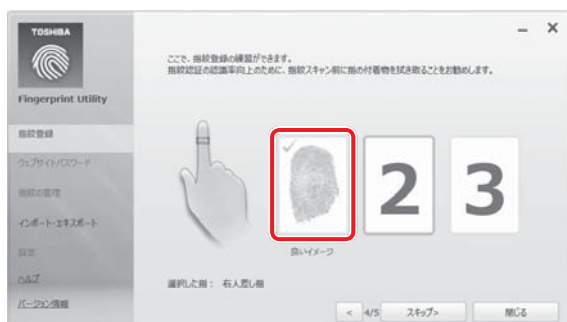 TOSHIBA
Fingerprint Utility
ここで、指紋登録の練習ができます。
指紋認証の認識率向上のために、指紋スキャン前に指の付着物を拭き取ることをお勧めします。
指紋登録
ウェブサイト/パスワード
指紋の管理
インポート・エキスポート
設定
ヘルプ
バージョン情報
2
3
良いイメージ
選択した指： 右人差し指
< 4/5 スキップ> 閉じる